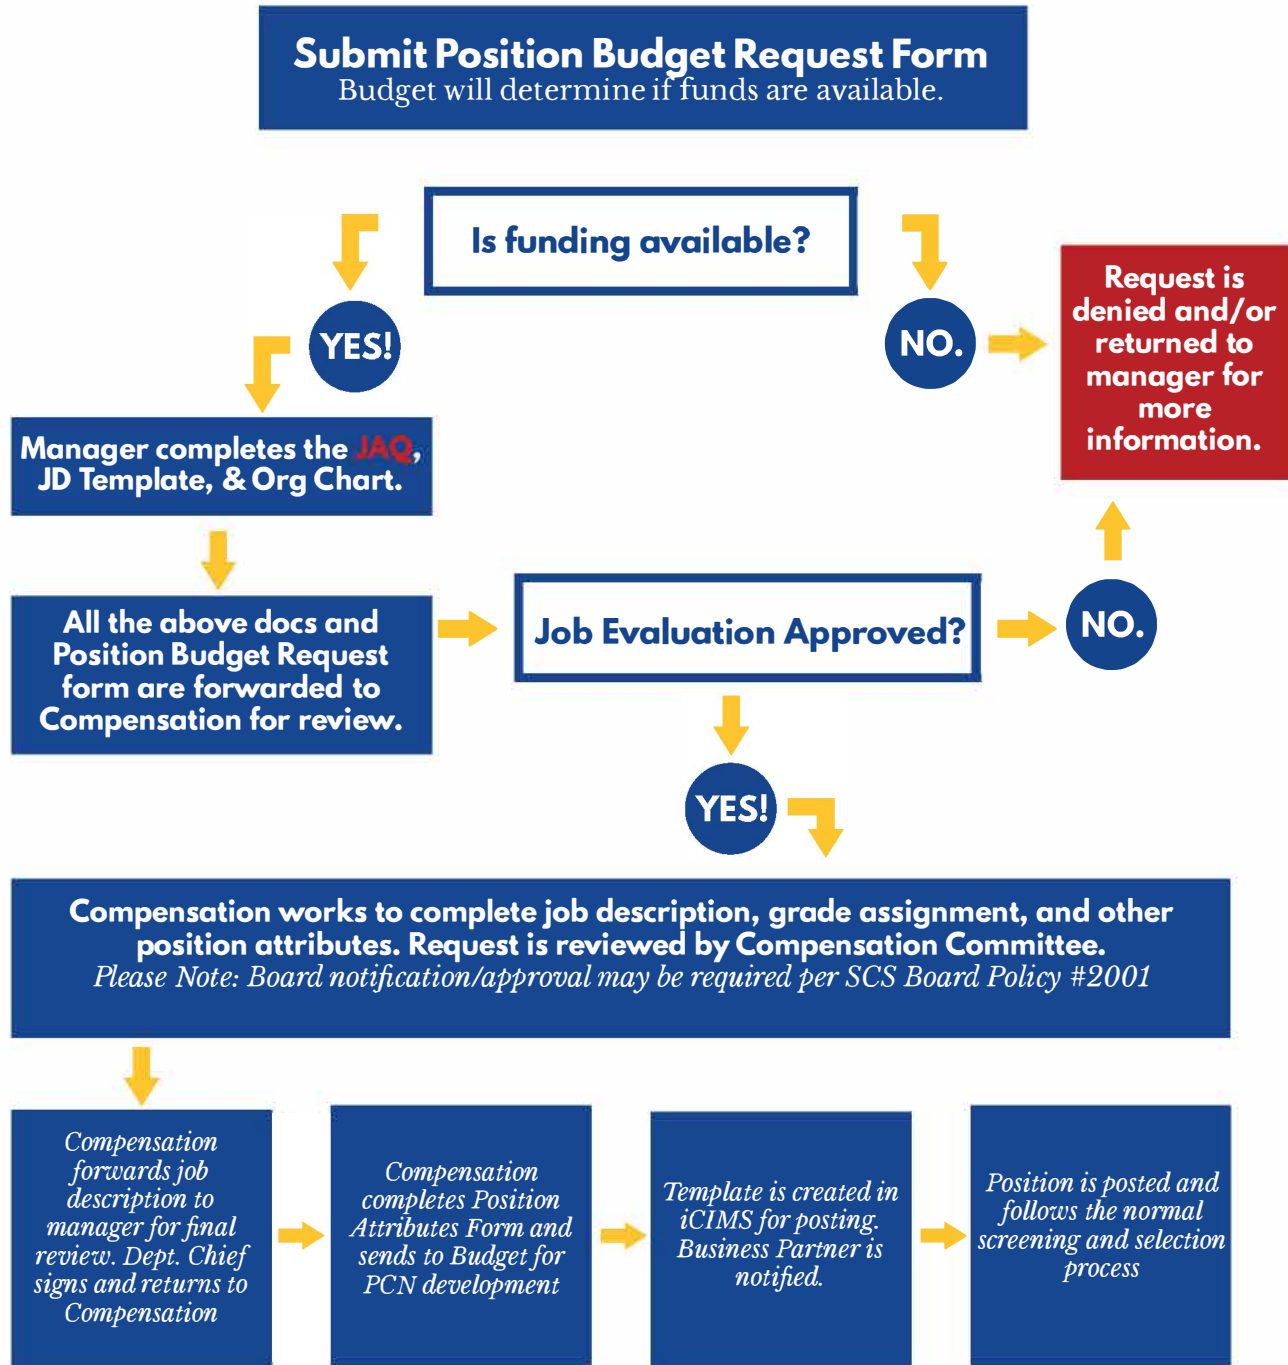 Submit Position Budget Request Form
Budget will determine if funds are available.
Is funding available?
YES!
NO.
Request is
denied and/or
returned to
manager for
more
information.
Manager completes the JAQ,
JD Template, & Org Chart.
All the above docs and
Position Budget Request
form are forwarded to
Compensation for review.
Job Evaluation Approved?
NO.
YES!
Compensation works to complete job description, grade assignment, and other
position attributes. Request is reviewed by Compensation Committee.
Please Note: Board notification/approval may be required per SCS Board Policy #2001
Compensation
forwards job
description to
manager for final
review. Dept. Chief
signs and returns to
Compensation
Compensation
completes Position
Attributes Form and
sends to Budget for
PCN development
Template is created in
iCIMS for posting.
Business Partner is
notified.
Position is posted and
follows the normal
screening and selection
process